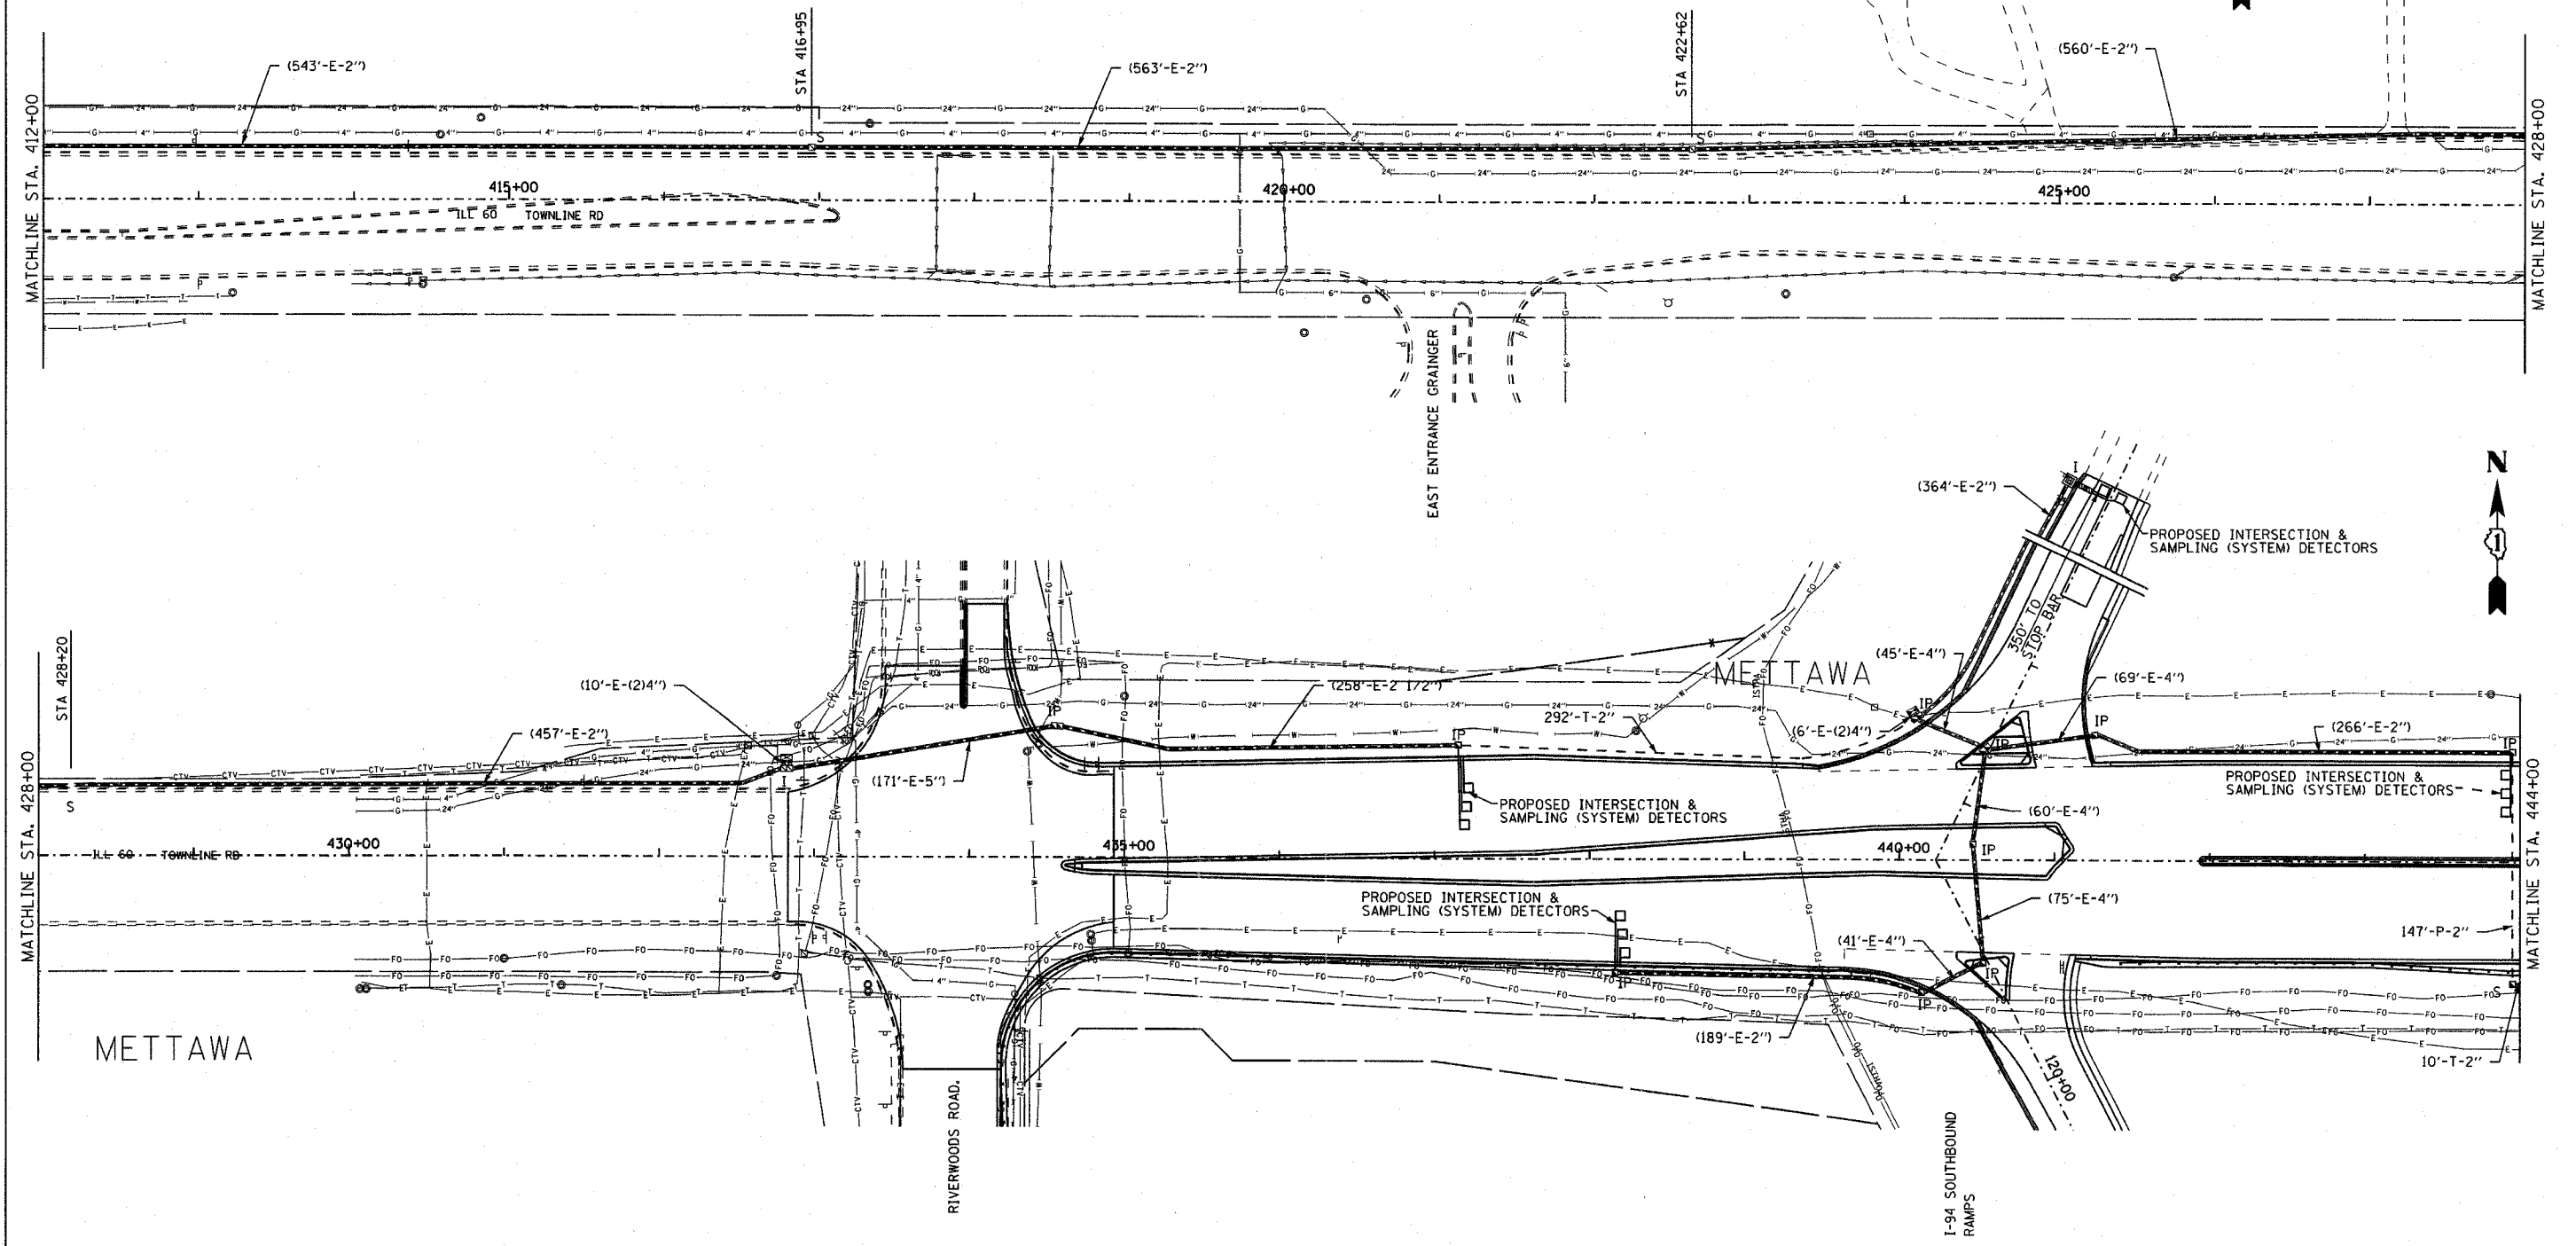 (543'-E-2")
STA 416+95
(563'-E-2")
STA 422+62
(560'-E-2")
MATCHLINE STA. 412+00
MATCHLINE STA. 428+00
415+00
420+00
425+00
ILL 60 TOWNLINE RD
EAST ENTRANCE GRAINGER
N
1
(364'-E-2")
PROPOSED INTERSECTION &
SAMPLING (SYSTEM) DETECTORS
350' TO
STOP BAR
METTAWA
(45'-E-4")
(69'-E-4")
STA 428+20
(10'-E-(2)4")
(258'-E-2 1/2")
292'-T-2"
(6'-E-(2)4")
(266'-E-2")
(457'-E-2")
(171'-E-5")
PROPOSED INTERSECTION &
SAMPLING (SYSTEM) DETECTORS
PROPOSED INTERSECTION &
SAMPLING (SYSTEM) DETECTORS
(60'-E-4")
MATCHLINE STA. 428+00
MATCHLINE STA. 444+00
ILL 60 TOWNLINE RD
430+00
435+00
440+00
PROPOSED INTERSECTION &
SAMPLING (SYSTEM) DETECTORS
(75'-E-4")
147'-P-2"
(41'-E-4")
(189'-E-2")
METTAWA
10'-T-2"
120+00
RIVERWOODS ROAD.
I-94 SOUTHBOUND
RAMPS